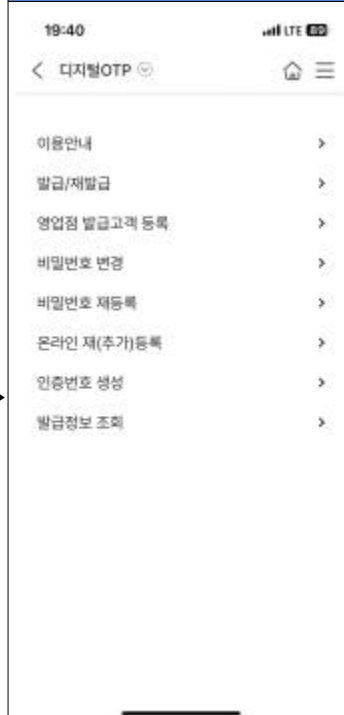 19:40 LTE
디지털OTP
이용안내
발급/재발급
영업점 발급고객 등록
비밀번호 변경
비밀번호 재등록
온라인 재(추가)등록
인증번호 생성
발급정보 조회